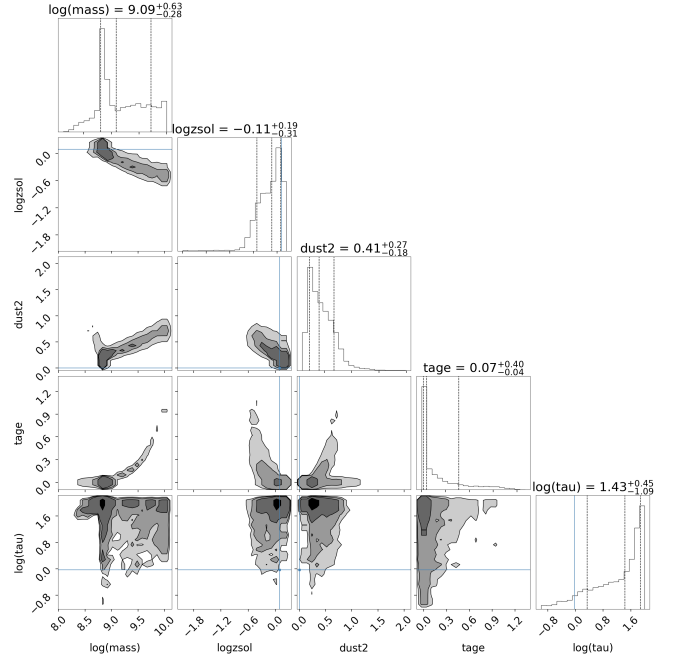 log(mass) = 9.09+0.63−0.28
logzsol = −0.11+0.19−0.31
0.0
−0.6
−1.2
−1.8
logzsol
dust2 = 0.41+0.27−0.18
2.0
1.5
1.0
0.5
0.0
dust2
tage = 0.07+0.40−0.04
1.2
0.9
0.6
0.3
0.0
tage
log(tau) = 1.43+0.45−1.09
1.6
0.8
0.0
−0.8
log(tau)
8.0 8.5 9.0 9.5 10.0
−1.8 −1.2 −0.6 0.0
0.0 0.5 1.0 1.5 2.0
0.0 0.3 0.6 0.9 1.2
−0.8 0.0 0.8 1.6
log(mass) logzsol dust2 tage log(tau)